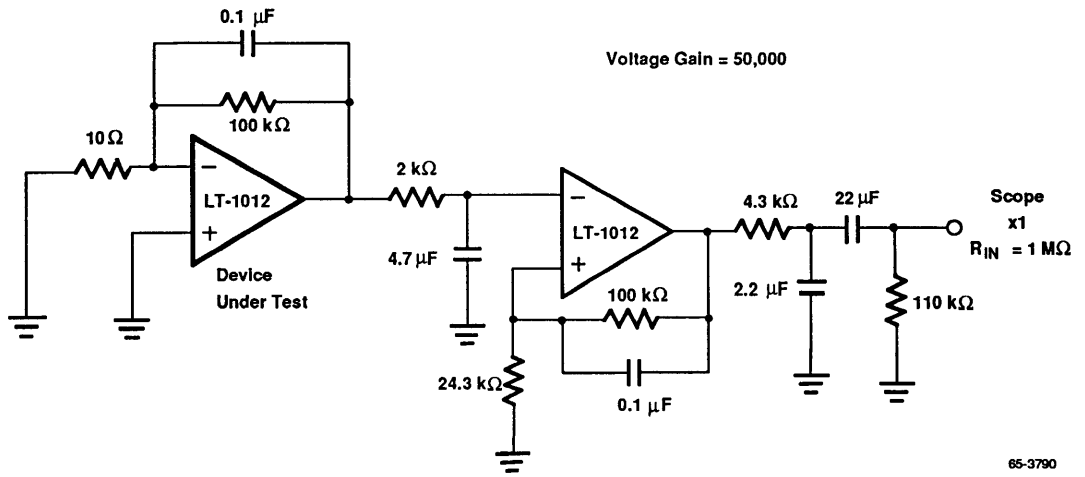 0.1 μF
Voltage Gain = 50,000
100 kΩ
10Ω
2 kΩ
4.3 kΩ
22 μF
Scope
x1
R_IN = 1 MΩ
−
LT-1012
+
−
LT-1012
+
4.7 μF
Device
Under Test
100 kΩ
2.2 μF
110 kΩ
24.3 kΩ
0.1 μF
65-3790